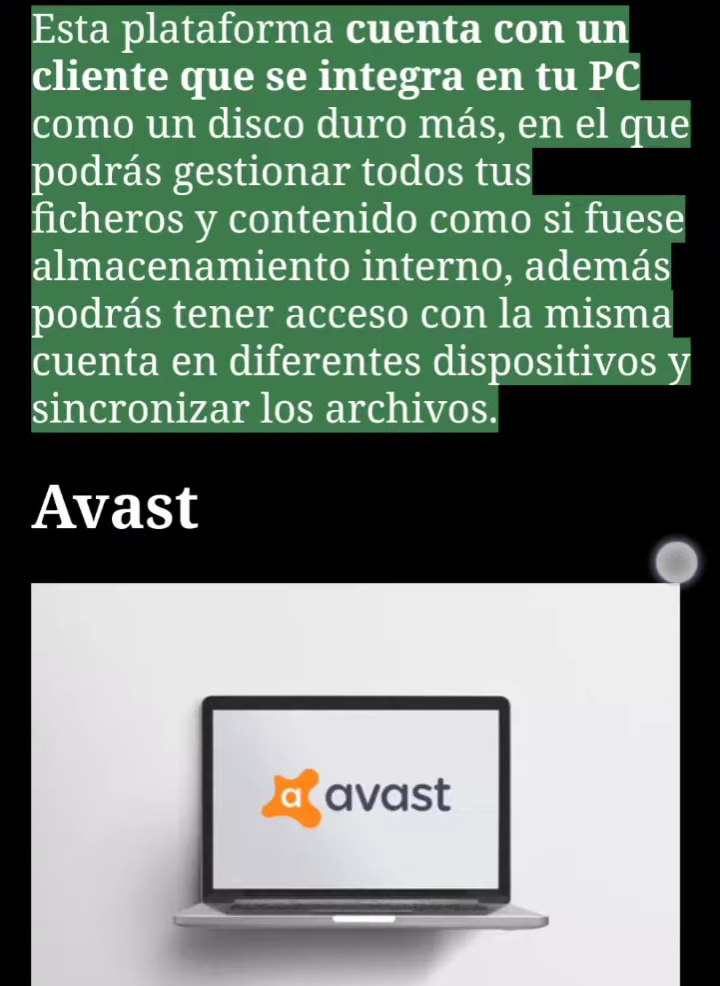 Esta plataforma cuenta con un
cliente que se integra en tu PC
como un disco duro más, en el que
podrás gestionar todos tus
ficheros y contenido como si fuese
almacenamiento interno, además
podrás tener acceso con la misma
cuenta en diferentes dispositivos y
sincronizar los archivos.
Avast
a avast